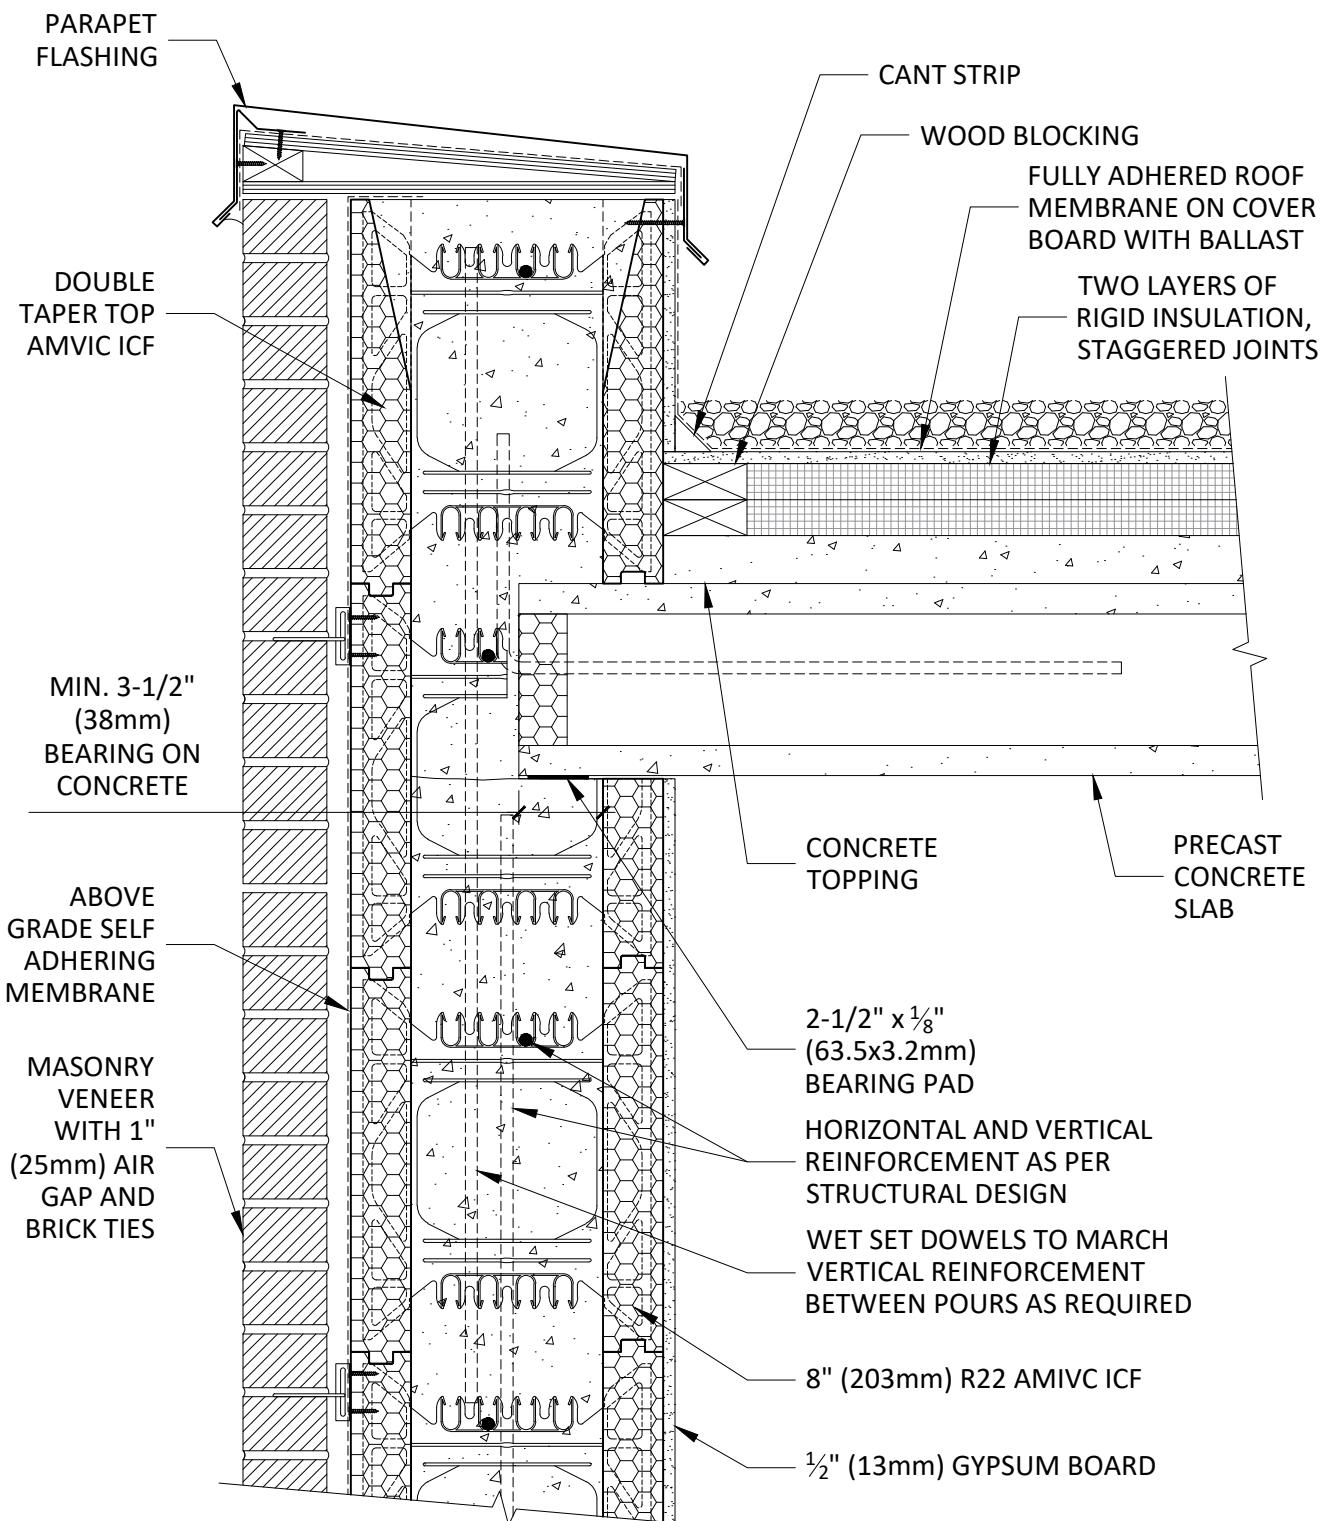 PARAPET
FLASHING
CANT STRIP
WOOD BLOCKING
FULLY ADHERED ROOF
MEMBRANE ON COVER
BOARD WITH BALLAST
TWO LAYERS OF
RIGID INSULATION,
STAGGERED JOINTS
DOUBLE
TAPER TOP
AMVIC ICF
MIN. 3-1/2"
(38mm)
BEARING ON
CONCRETE
CONCRETE
TOPPING
PRECAST
CONCRETE
SLAB
ABOVE
GRADE SELF
ADHERING
MEMBRANE
2-1/2" x ⅛"
(63.5x3.2mm)
BEARING PAD
MASONRY
VENEER
WITH 1"
(25mm) AIR
GAP AND
BRICK TIES
HORIZONTAL AND VERTICAL
REINFORCEMENT AS PER
STRUCTURAL DESIGN
WET SET DOWELS TO MARCH
VERTICAL REINFORCEMENT
BETWEEN POURS AS REQUIRED
8" (203mm) R22 AMIVC ICF
½" (13mm) GYPSUM BOARD